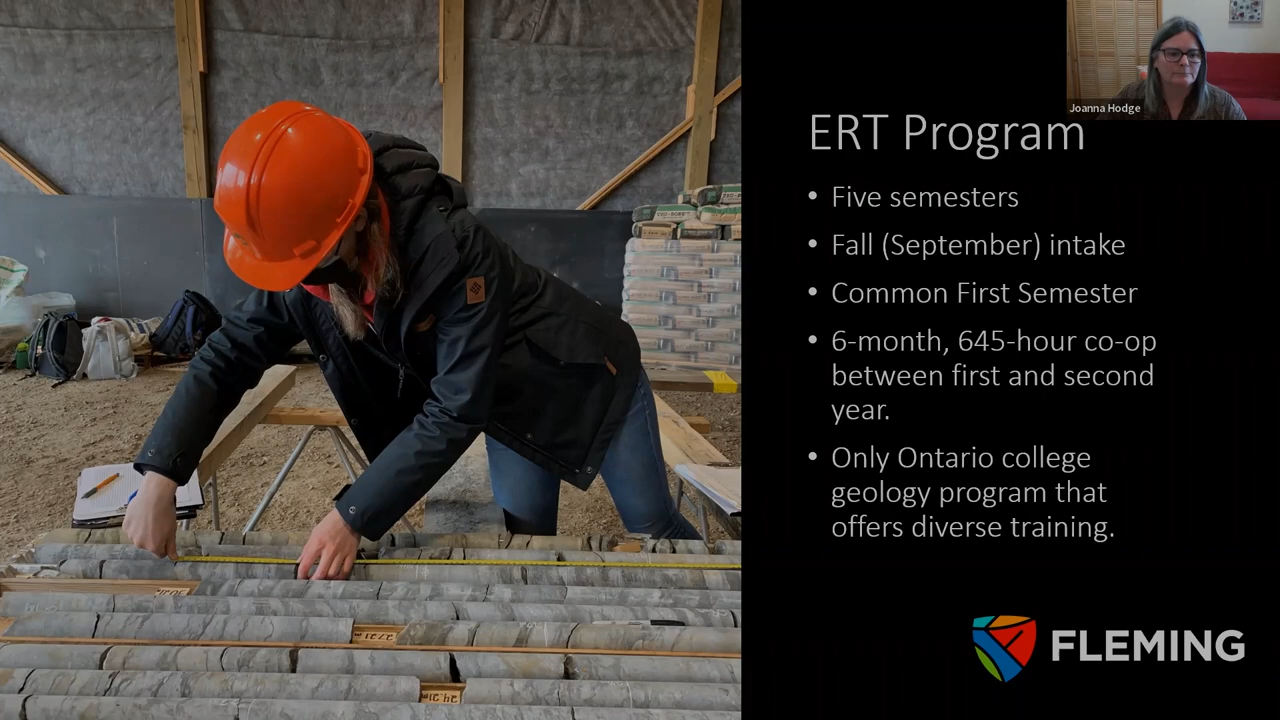 Joanna Hodge
ERT Program
• Five semesters
• Fall (September) intake
• Common First Semester
• 6-month, 645-hour co-op
between first and second
year.
• Only Ontario college
geology program that
offers diverse training.
FLEMING